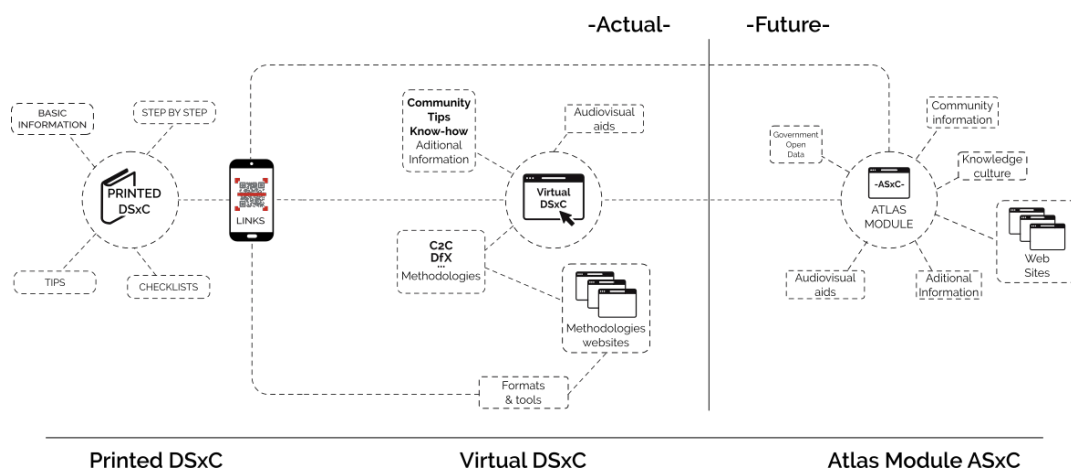 -Actual-
-Future-
BASIC
INFORMATION
STEP BY STEP
PRINTED
DSxC
TIPS
CHECKLISTS
LINKS
Community
Tips
Know-how
Aditional
Information
Audiovisual
aids
Virtual
DSxC
C2C
DfX
...
Methodologies
Methodologies
websites
Formats
& tools
Government
Open
Data
Community
information
Knowledge
culture
-ASxC-
ATLAS
MODULE
Web
Sites
Audiovisual
aids
Aditional
Information
Printed DSxC
Virtual DSxC
Atlas Module ASxC